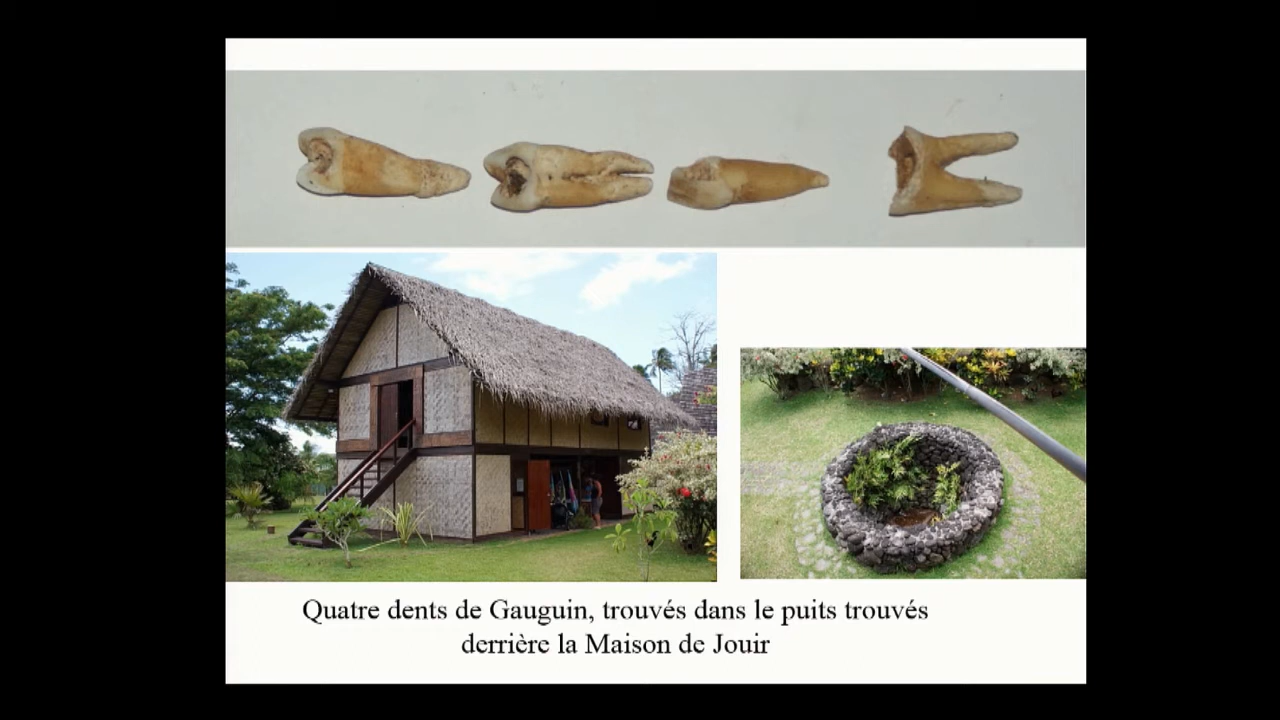 Quatre dents de Gauguin, trouvés dans le puits trouvés
derrière la Maison de Jouir